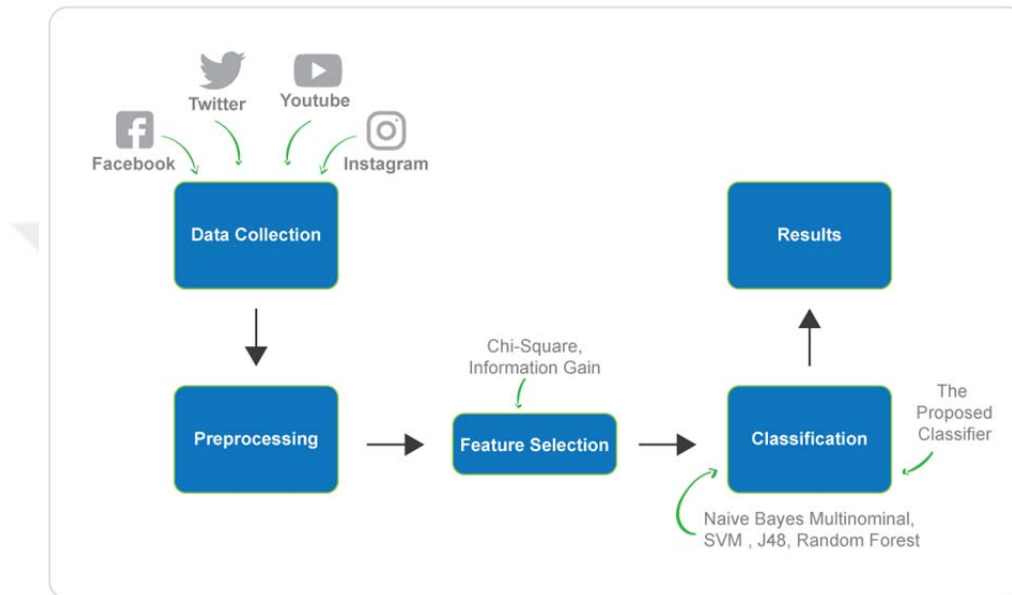 Twitter
Youtube
Facebook
Instagram
Data Collection
Results
Chi-Square,
Information Gain
Preprocessing
Feature Selection
Classification
The
Proposed
Classifier
Naive Bayes Multinominal,
SVM , J48, Random Forest